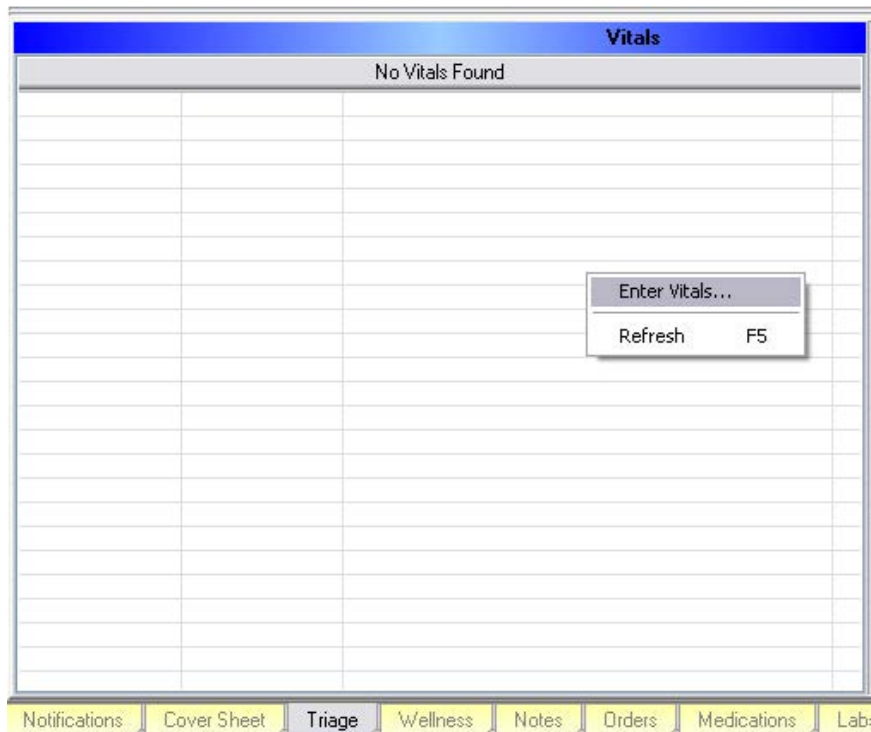 Vitals
No Vitals Found
Enter Vitals...
Refresh F5
Notifications Cover Sheet Triage Wellness Notes Orders Medications